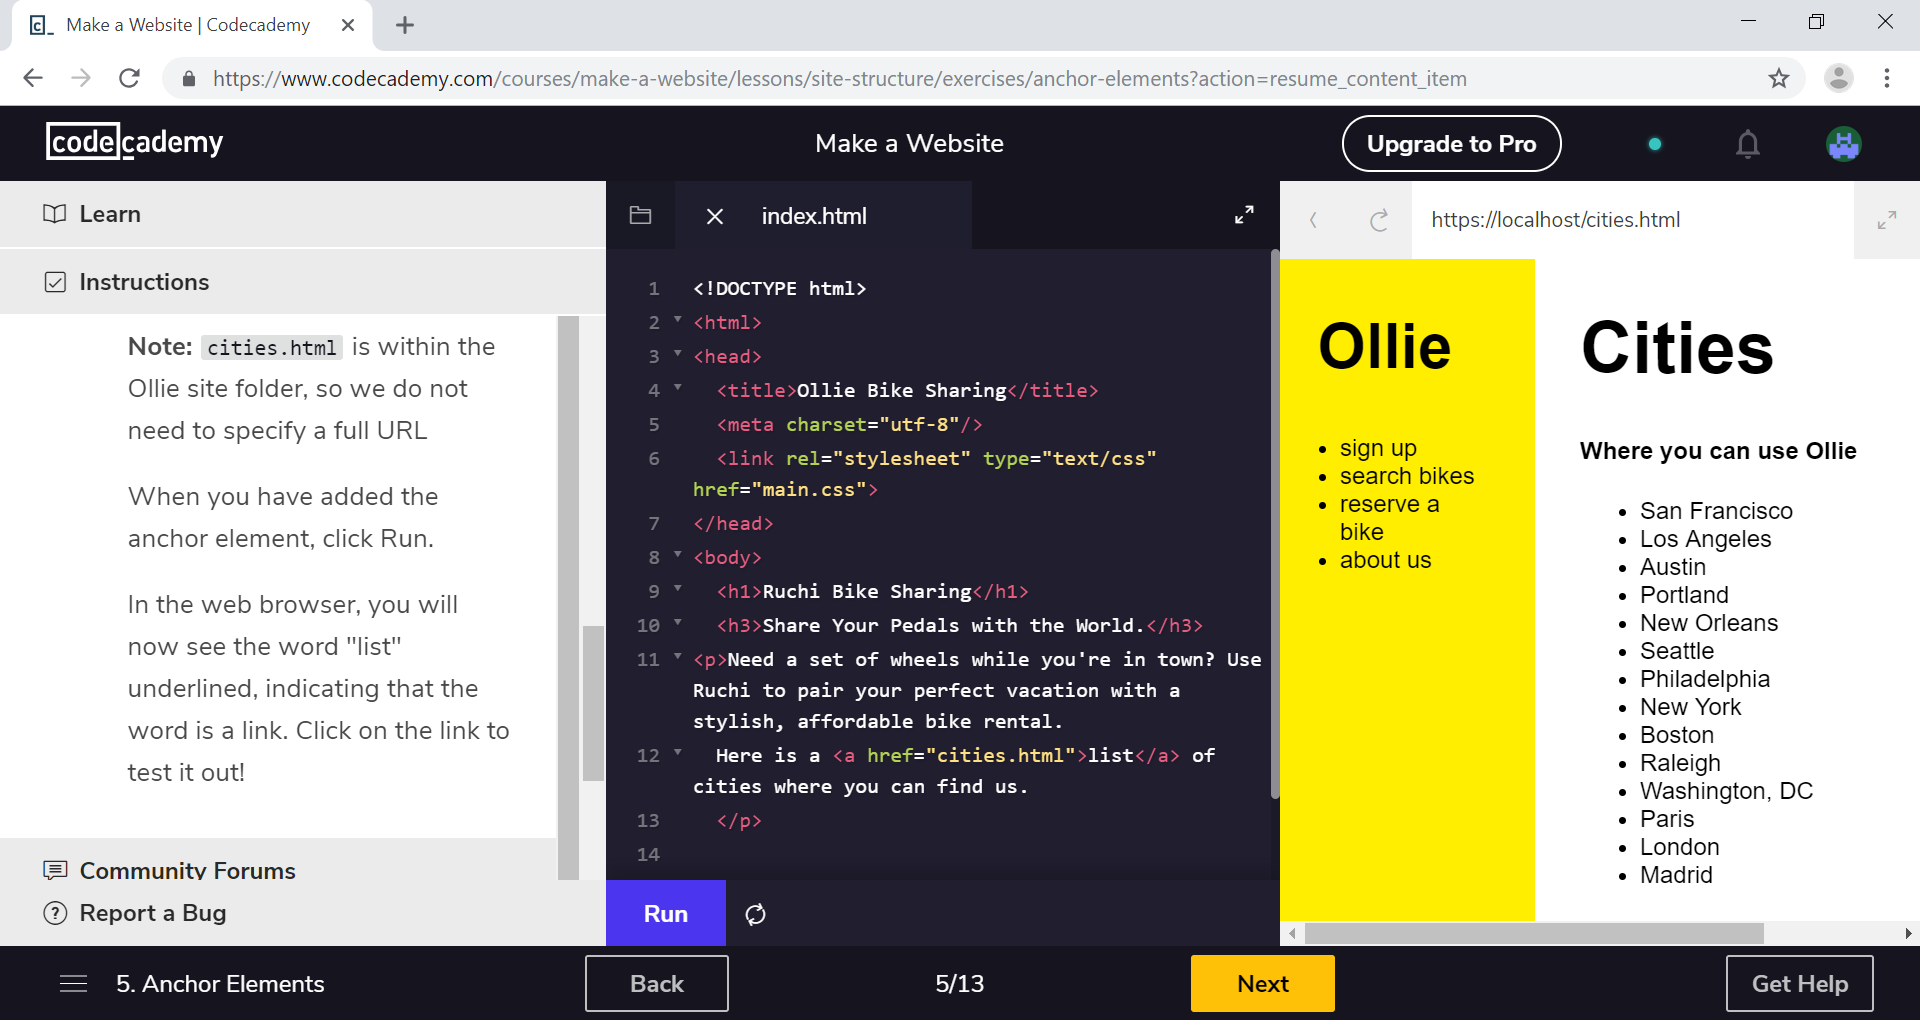 Make a Website | Codecademy
https://www.codecademy.com/courses/make-a-website/lessons/site-structure/exercises/anchor-elements?action=resume_content_item
codecademy
Make a Website
Upgrade to Pro
Learn
Instructions
Note: cities.html is within the
Ollie site folder, so we do not
need to specify a full URL
When you have added the
anchor element, click Run.
In the web browser, you will
now see the word "list"
underlined, indicating that the
word is a link. Click on the link to
test it out!
Community Forums
Report a Bug
index.html
1 <!DOCTYPE html>
2 <html>
3 <head>
4 <title>Ollie Bike Sharing</title>
5 <meta charset="utf-8"/>
6 <link rel="stylesheet" type="text/css"
href="main.css">
7 </head>
8 <body>
9 <h1>Ruchi Bike Sharing</h1>
10 <h3>Share Your Pedals with the World.</h3>
11 <p>Need a set of wheels while you're in town? Use
Ruchi to pair your perfect vacation with a
stylish, affordable bike rental.
12 Here is a <a href="cities.html">list</a> of
cities where you can find us.
13 </p>
14
Run
https://localhost/cities.html
Ollie
sign up
search bikes
reserve a
bike
about us
Cities
Where you can use Ollie
San Francisco
Los Angeles
Austin
Portland
New Orleans
Seattle
Philadelphia
New York
Boston
Raleigh
Washington, DC
Paris
London
Madrid
5. Anchor Elements
Back
5/13
Next
Get Help